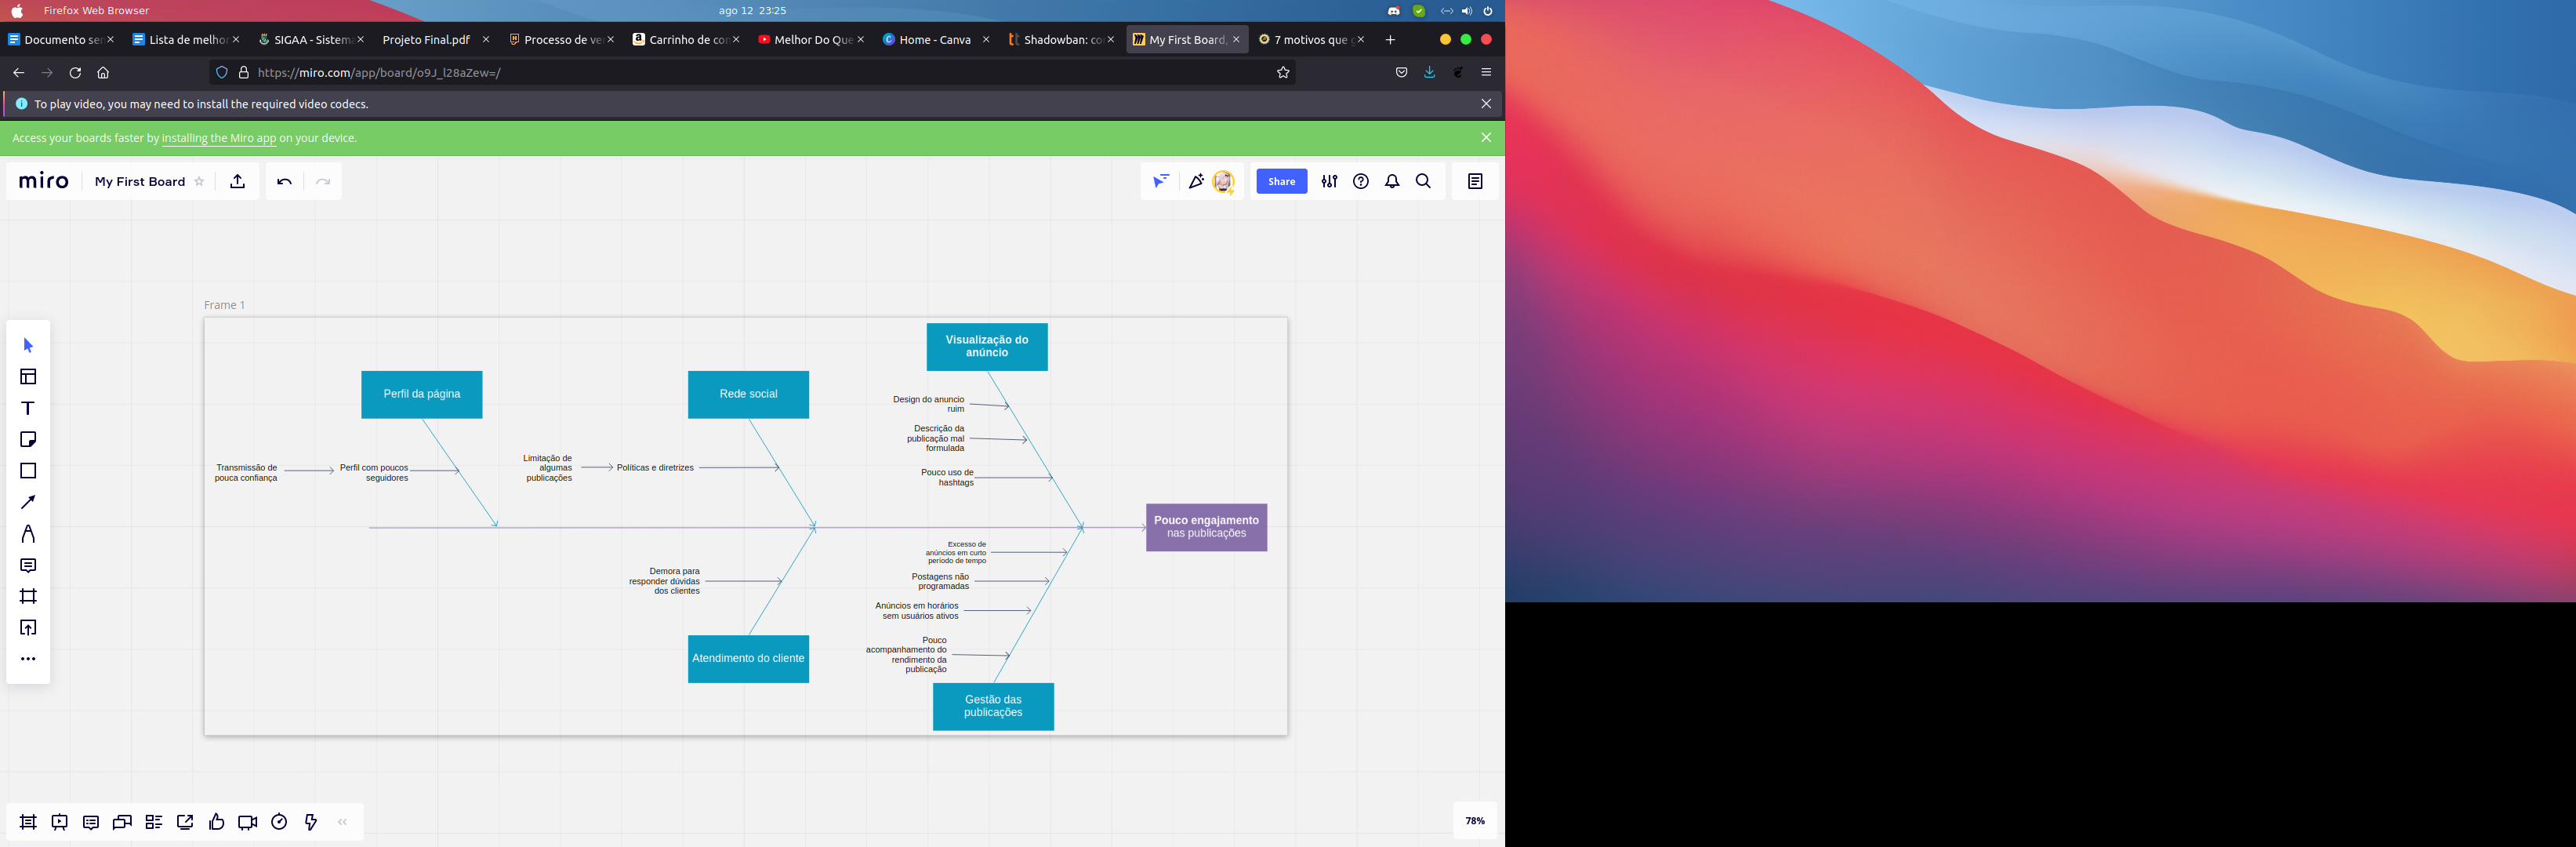 Firefox Web Browser
ago 12 23:25
Documento se
Lista de melho
SIGAA - Sistema
Projeto Final.pdf
Processo de ve
Carrinho de co
Melhor Do Que
Home - Canva
Shadowban: co
My First Board,
7 motivos que
https://miro.com/app/board/o9J_l28aZew=/
To play video, you may need to install the required video codecs.
Access your boards faster by installing the Miro app on your device.
miro
My First Board
Share
Frame 1
Visualização do
anúncio
Perfil da página
Rede social
Design do anuncio
ruim
Descrição da
publicação mal
formulada
Pouco uso de
hashtags
Transmissão de
pouca confiança
Perfil com poucos
seguidores
Limitação de
algumas
publicações
Políticas e diretrizes
Pouco engajamento
nas publicações
Excesso de
anúncios em curto
período de tempo
Demora para
responder dúvidas
dos clientes
Postagens não
programadas
Anúncios em horários
sem usuários ativos
Pouco
acompanhamento do
rendimento da
publicação
Atendimento do cliente
Gestão das
publicações
78%